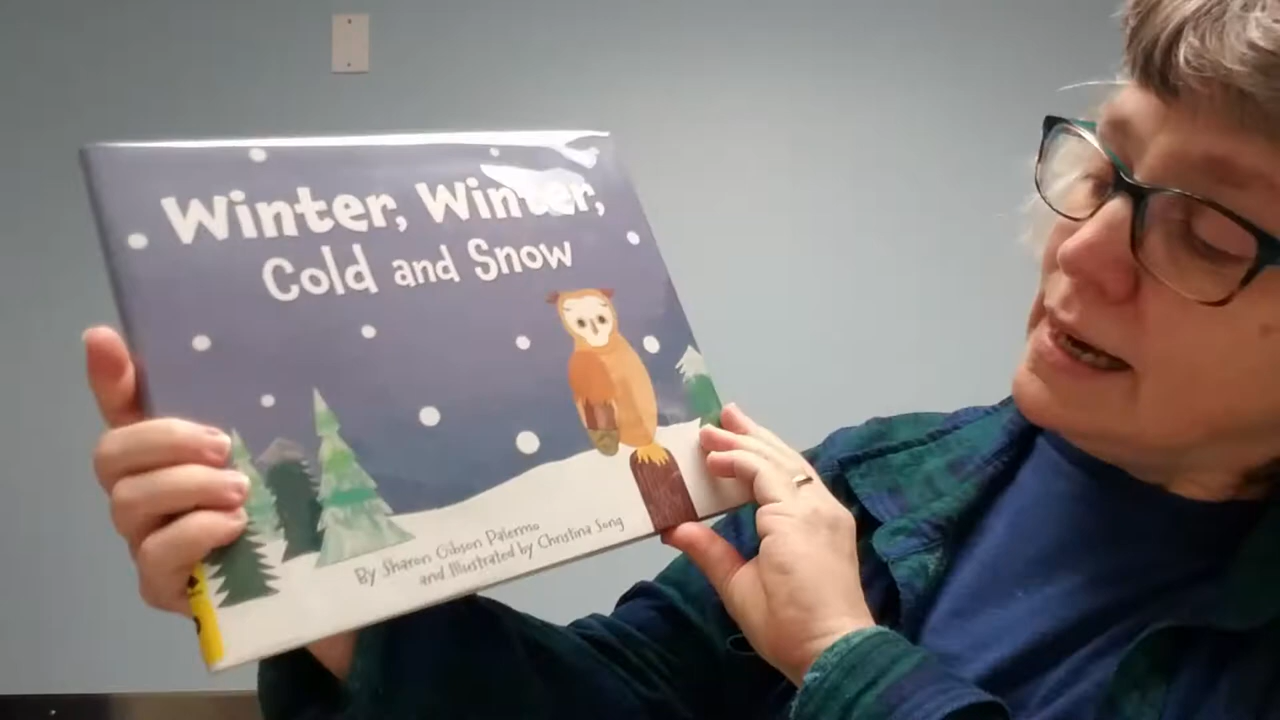 Winter, Winter,
Cold and Snow
By Sharon Gibson Palermo
and Illustrated by Christina Song